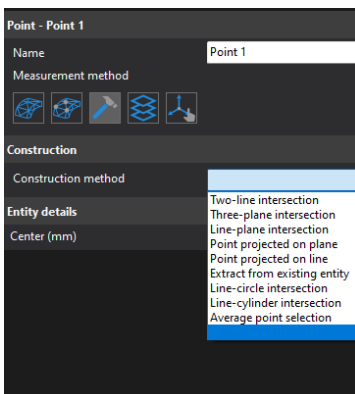 Point - Point 1
Name Point 1
Measurement method
Construction
Construction method
Two-line intersection
Three-plane intersection
Line-plane intersection
Point projected on plane
Point projected on line
Extract from existing entity
Line-circle intersection
Line-cylinder intersection
Average point selection
Entity details
Center (mm)